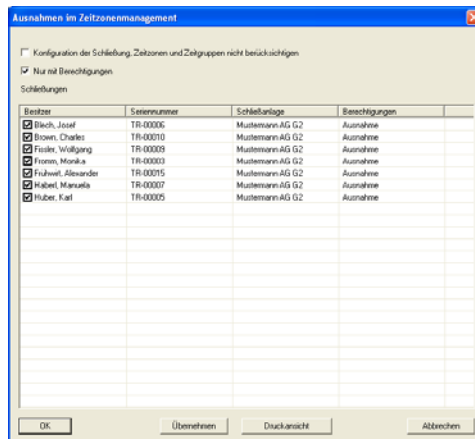 Ausnahmen im Zeitzonenmanagement
Konfiguration der Schließung, Zeitzonen und Zeitgruppen nicht berücksichtigen
Nur mit Berechtigungen
Schließungen
Besitzer Seriennummer Schließanlage Berechtigungen
Blech, Josef TR-00006 Mustermann AG G2 Ausnahme
Brown, Charles TR-00010 Mustermann AG G2 Ausnahme
Fissler, Wolfgang TR-00009 Mustermann AG G2 Ausnahme
Fromm, Monika TR-00003 Mustermann AG G2 Ausnahme
Fruhwirt, Alexander TR-00015 Mustermann AG G2 Ausnahme
Haberl, Manuela TR-00007 Mustermann AG G2 Ausnahme
Huber, Karl TR-00005 Mustermann AG G2 Ausnahme
OK Übernehmen Druckansicht Abbrechen